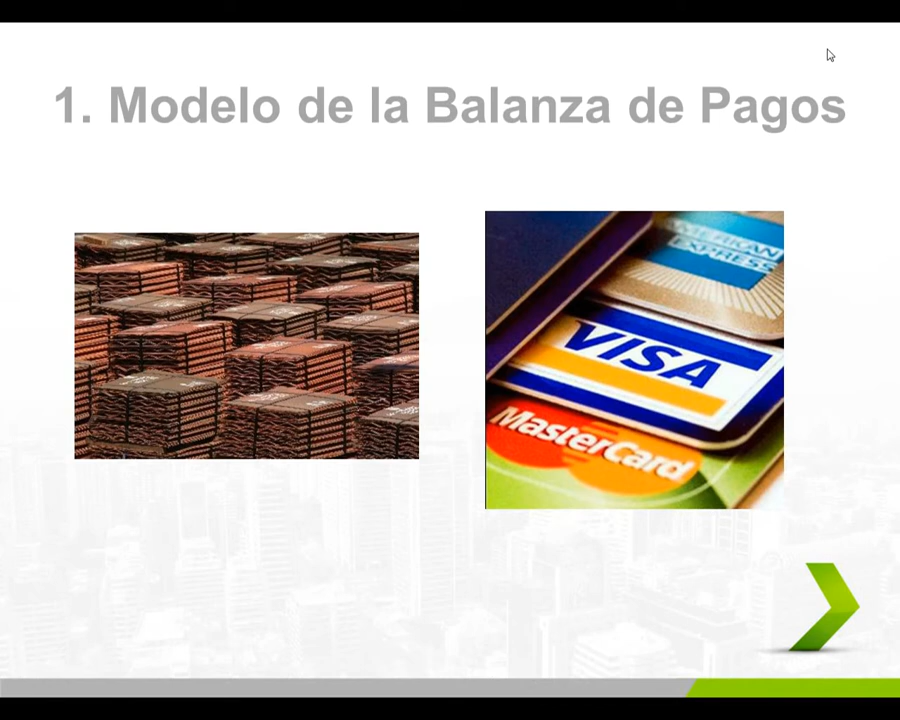 1. Modelo de la Balanza de Pagos
AMERICAN
EXPRESS
VISA
MasterCard